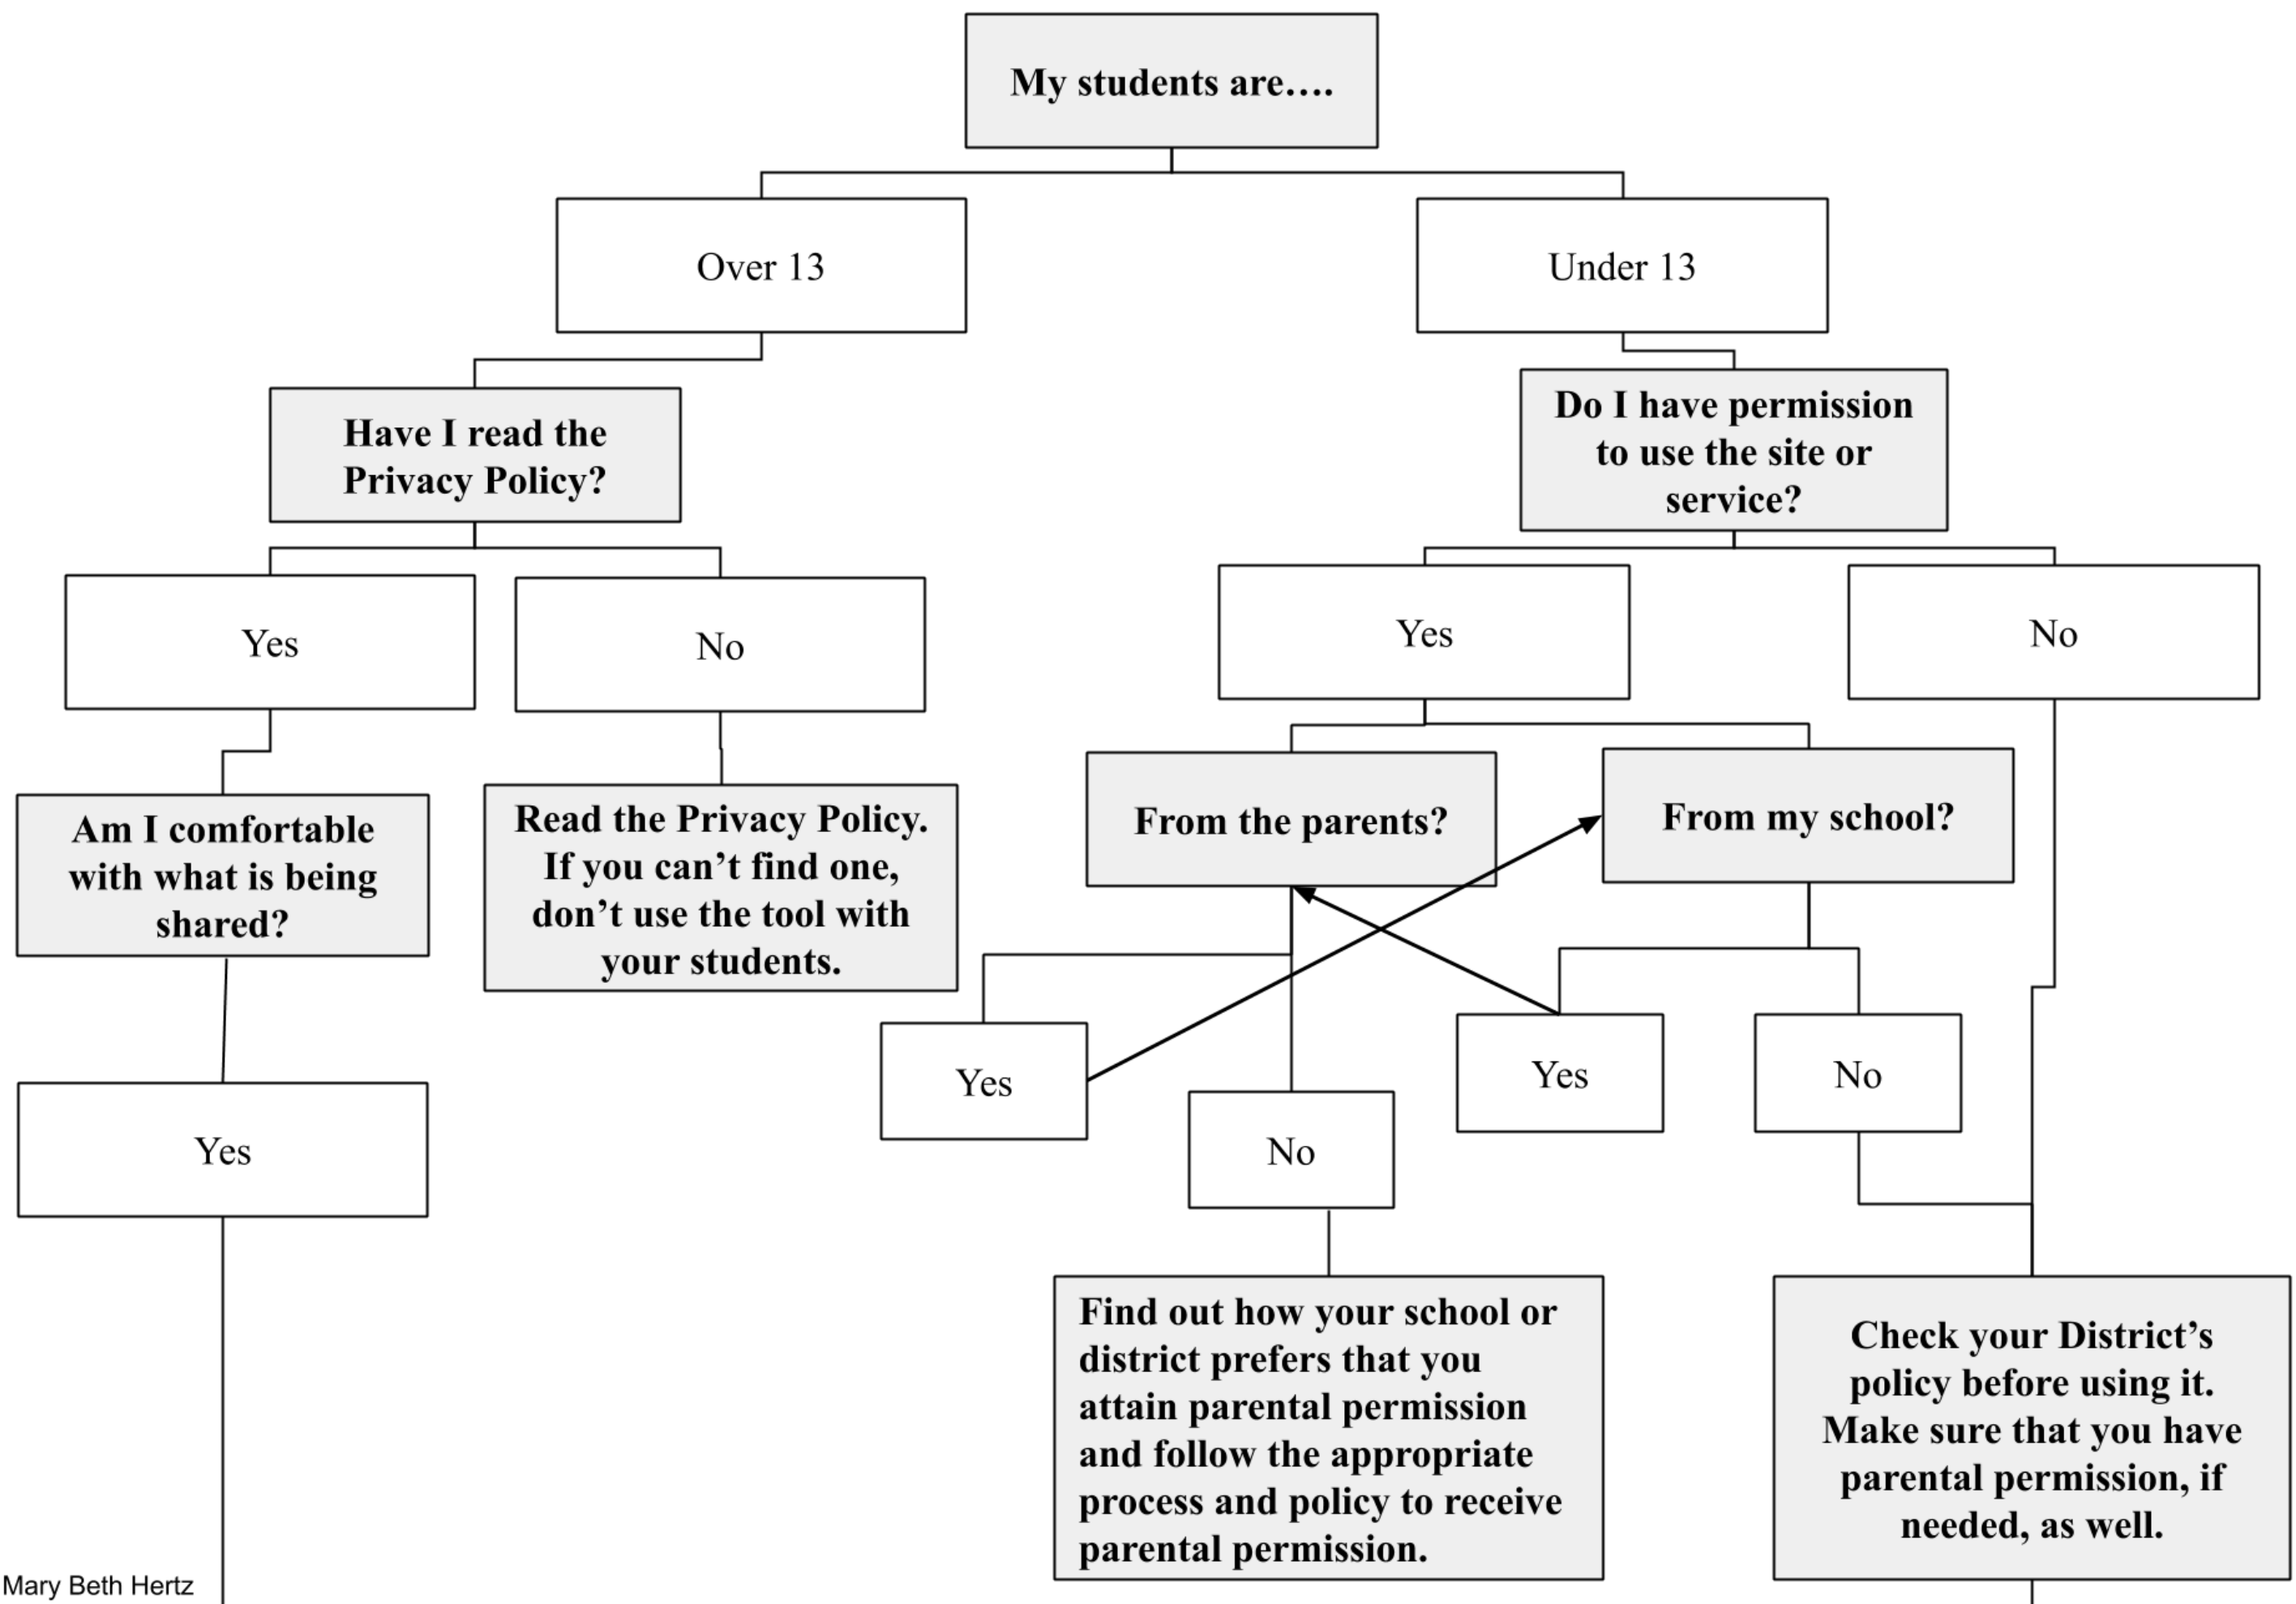 My students are….
Over 13
Under 13
Have I read the
Privacy Policy?
Do I have permission
to use the site or
service?
Yes
No
Yes
No
Am I comfortable
with what is being
shared?
Read the Privacy Policy.
If you can’t find one,
don’t use the tool with
your students.
From the parents?
From my school?
Yes
Yes
No
Yes
No
Find out how your school or
district prefers that you
attain parental permission
and follow the appropriate
process and policy to receive
parental permission.
Check your District’s
policy before using it.
Make sure that you have
parental permission, if
needed, as well.
Mary Beth Hertz